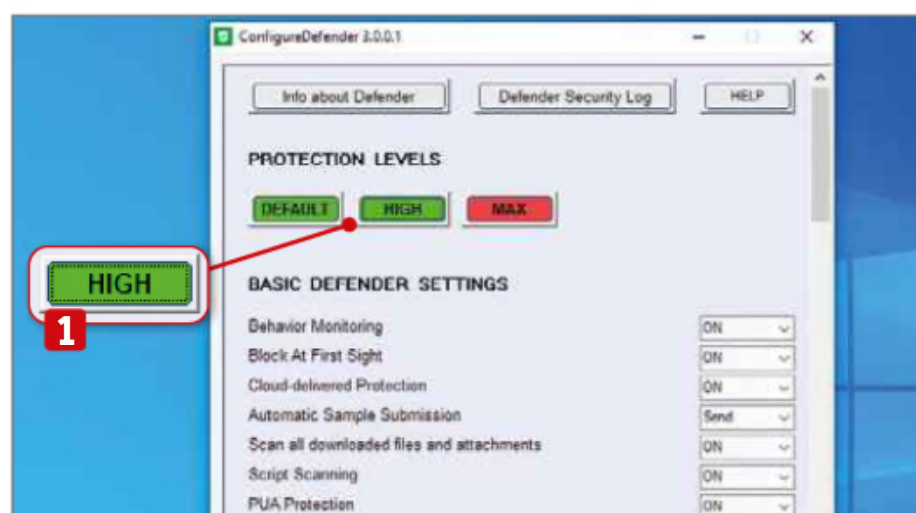 ConfigureDefender 3.0.0.1
Info about Defender Defender Security Log HELP
PROTECTION LEVELS
DEFAULT HIGH MAX
HIGH
1
BASIC DEFENDER SETTINGS
Behavior Monitoring ON
Block At First Sight ON
Cloud-delivered Protection ON
Automatic Sample Submission Send
Scan all downloaded files and attachments ON
Script Scanning ON
PUA Protection ON